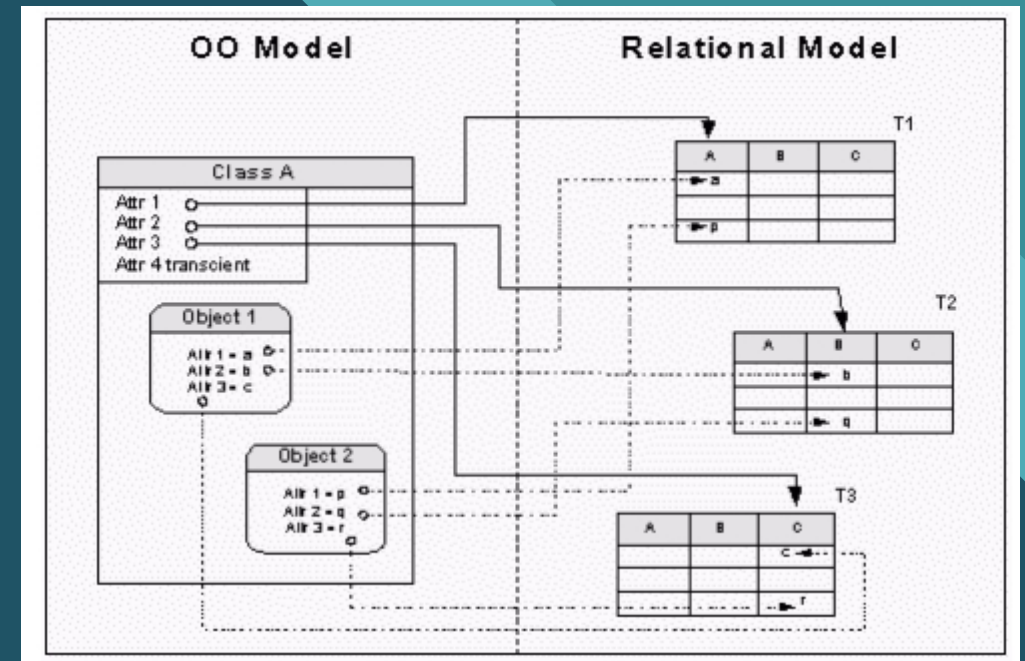 OO Model
Relational Model
T1
A B C
a
p
Class A
Attr 1
Attr 2
Attr 3
Attr 4 transcient
T2
A B C
b
q
Object 1
Attr 1 = a
Attr 2 = b
Attr 3 = c
Object 2
Attr 1 = p
Attr 2 = q
Attr 3 = r
T3
A B C
c
r